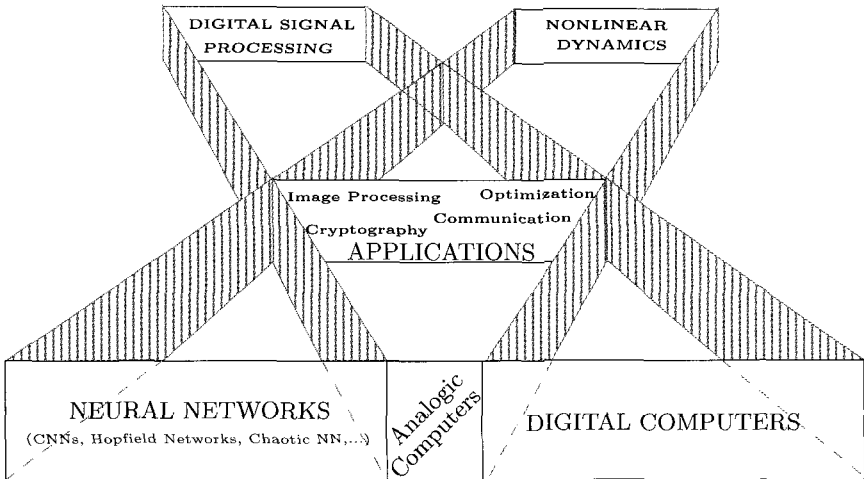 DIGITAL SIGNAL
PROCESSING
NONLINEAR
DYNAMICS
Image Processing
Optimization
Communication
Cryptography
APPLICATIONS
NEURAL NETWORKS
(CNNs, Hopfield Networks, Chaotic NN,...)
Analogic
Computers
DIGITAL COMPUTERS